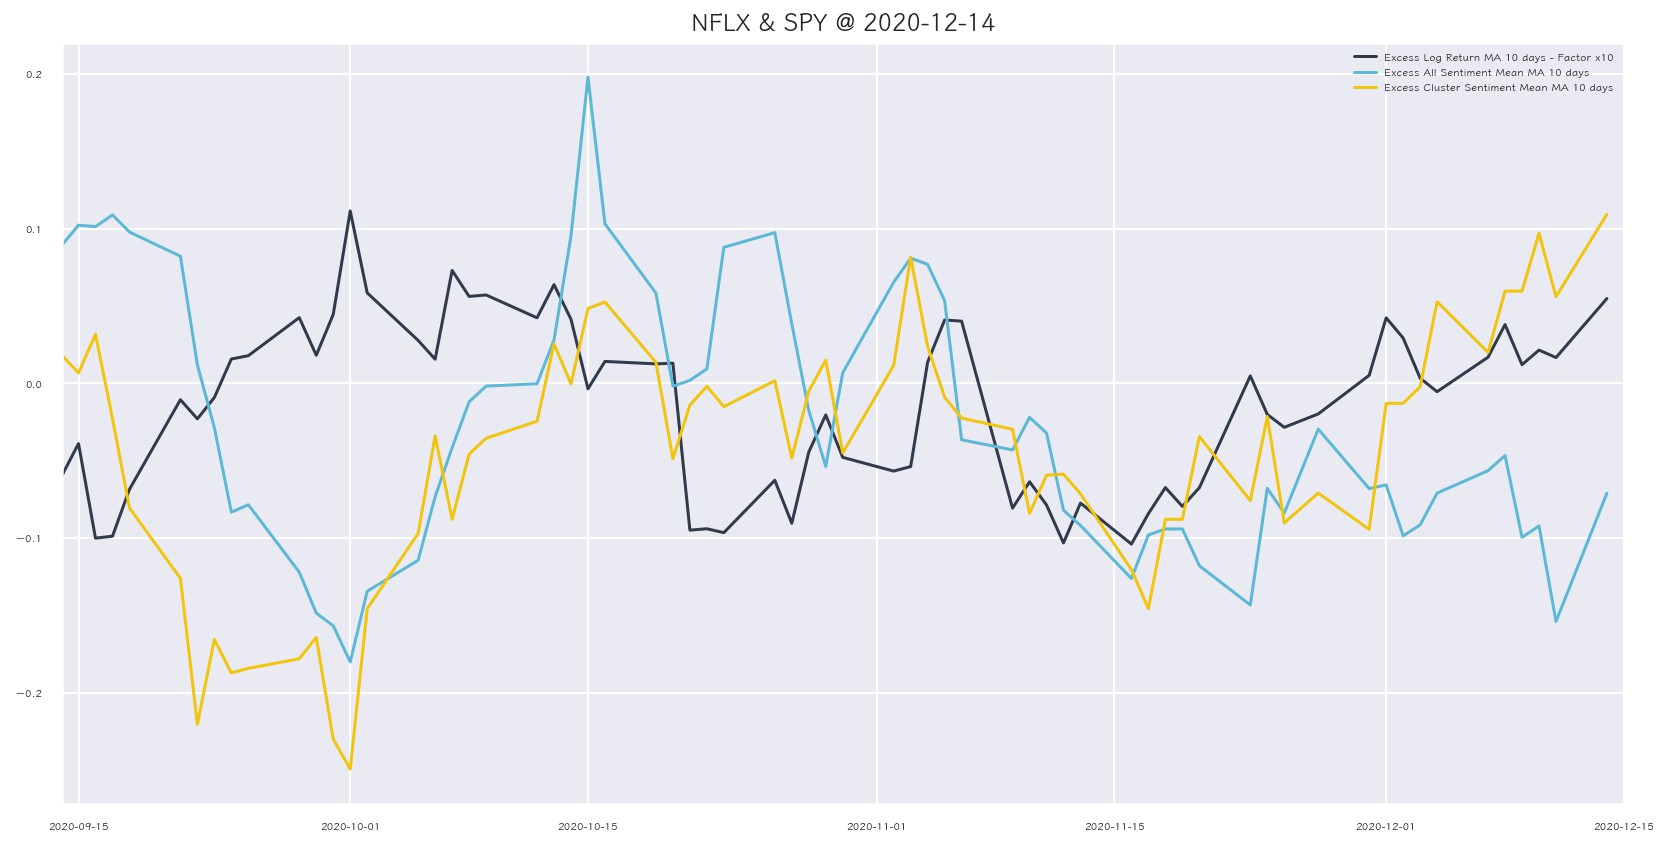 NFLX & SPY @ 2020-12-14
Excess Log Return MA 10 days - Factor x10
Excess All Sentiment Mean MA 10 days
Excess Cluster Sentiment Mean MA 10 days
0.2
0.1
0.0
−0.1
−0.2
2020-09-15 2020-10-01 2020-10-15 2020-11-01 2020-11-15 2020-12-01 2020-12-15